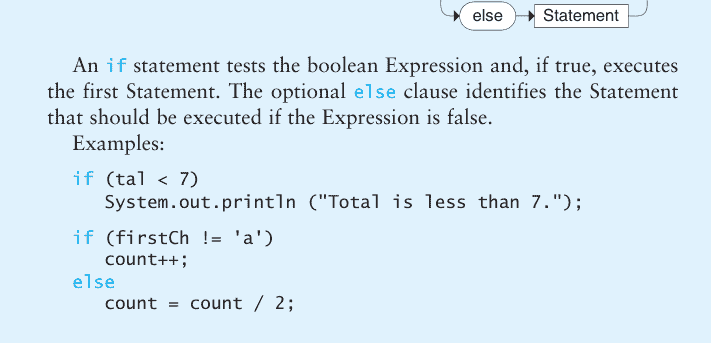 else Statement
An if statement tests the boolean Expression and, if true, executes
the first Statement. The optional else clause identifies the Statement
that should be executed if the Expression is false.
Examples:
if (tal < 7)
System.out.println ("Total is less than 7.");
if (firstCh != 'a')
count++;
else
count = count / 2;